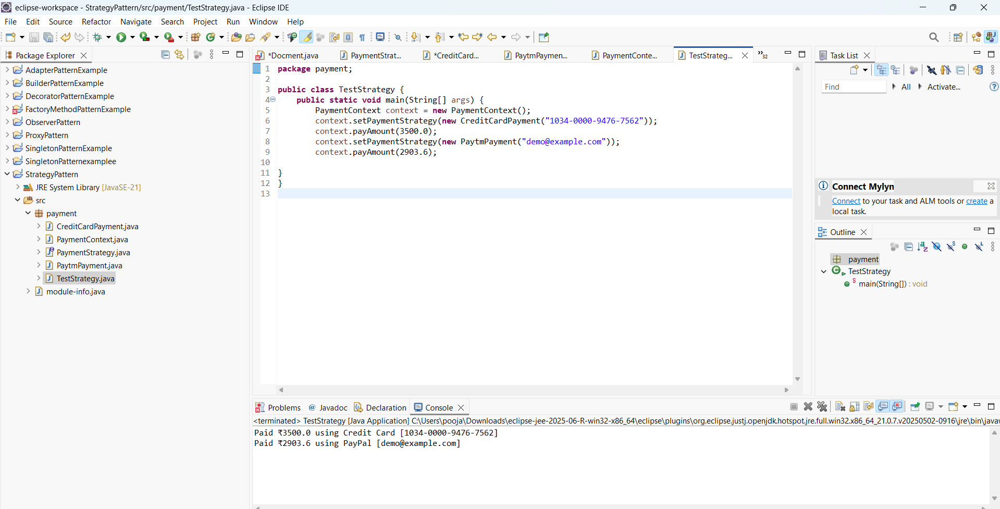 eclipse-workspace - StrategyPattern/src/payment/TestStrategy.java - Eclipse IDE
File Edit Source Refactor Navigate Search Project Run Window Help
Package Explorer
AdapterPatternExample
BuilderPatternExample
DecoratorPatternExample
FactoryMethodPatternExample
ObserverPattern
ProxyPattern
SingletonPatternExample
SingletonPatternexamplee
StrategyPattern
JRE System Library [JavaSE-21]
src
payment
CreditCardPayment.java
PaymentContext.java
PaymentStrategy.java
PaytmPayment.java
TestStrategy.java
module-info.java
*Docment.java PaymentStrat... *CreditCard... PaytmPaymen... PaymentConte... TestStrateg... »32
1 package payment;
2
3 public class TestStrategy {
4 public static void main(String[] args) {
5 PaymentContext context = new PaymentContext();
6 context.setPaymentStrategy(new CreditCardPayment("1034-0000-9476-7562"));
7 context.payAmount(3500.0);
8 context.setPaymentStrategy(new PaytmPayment("demo@example.com"));
9 context.payAmount(2903.6);
10
11 }
12 }
13
Task List
Find All Activate...
Connect Mylyn
Connect to your task and ALM tools or create a
local task.
Outline
payment
TestStrategy
main(String[]) : void
Problems @ Javadoc Declaration Console
<terminated> TestStrategy [Java Application] C:\Users\pooja\Downloads\eclipse-jee-2025-06-R-win32-x86_64\eclipse\plugins\org.eclipse.justj.openjdk.hotspot.jre.full.win32.x86_64_21.0.7.v20250502-0916\jre\bin\javaw
Paid ₹3500.0 using Credit Card [1034-0000-9476-7562]
Paid ₹2903.6 using PayPal [demo@example.com]